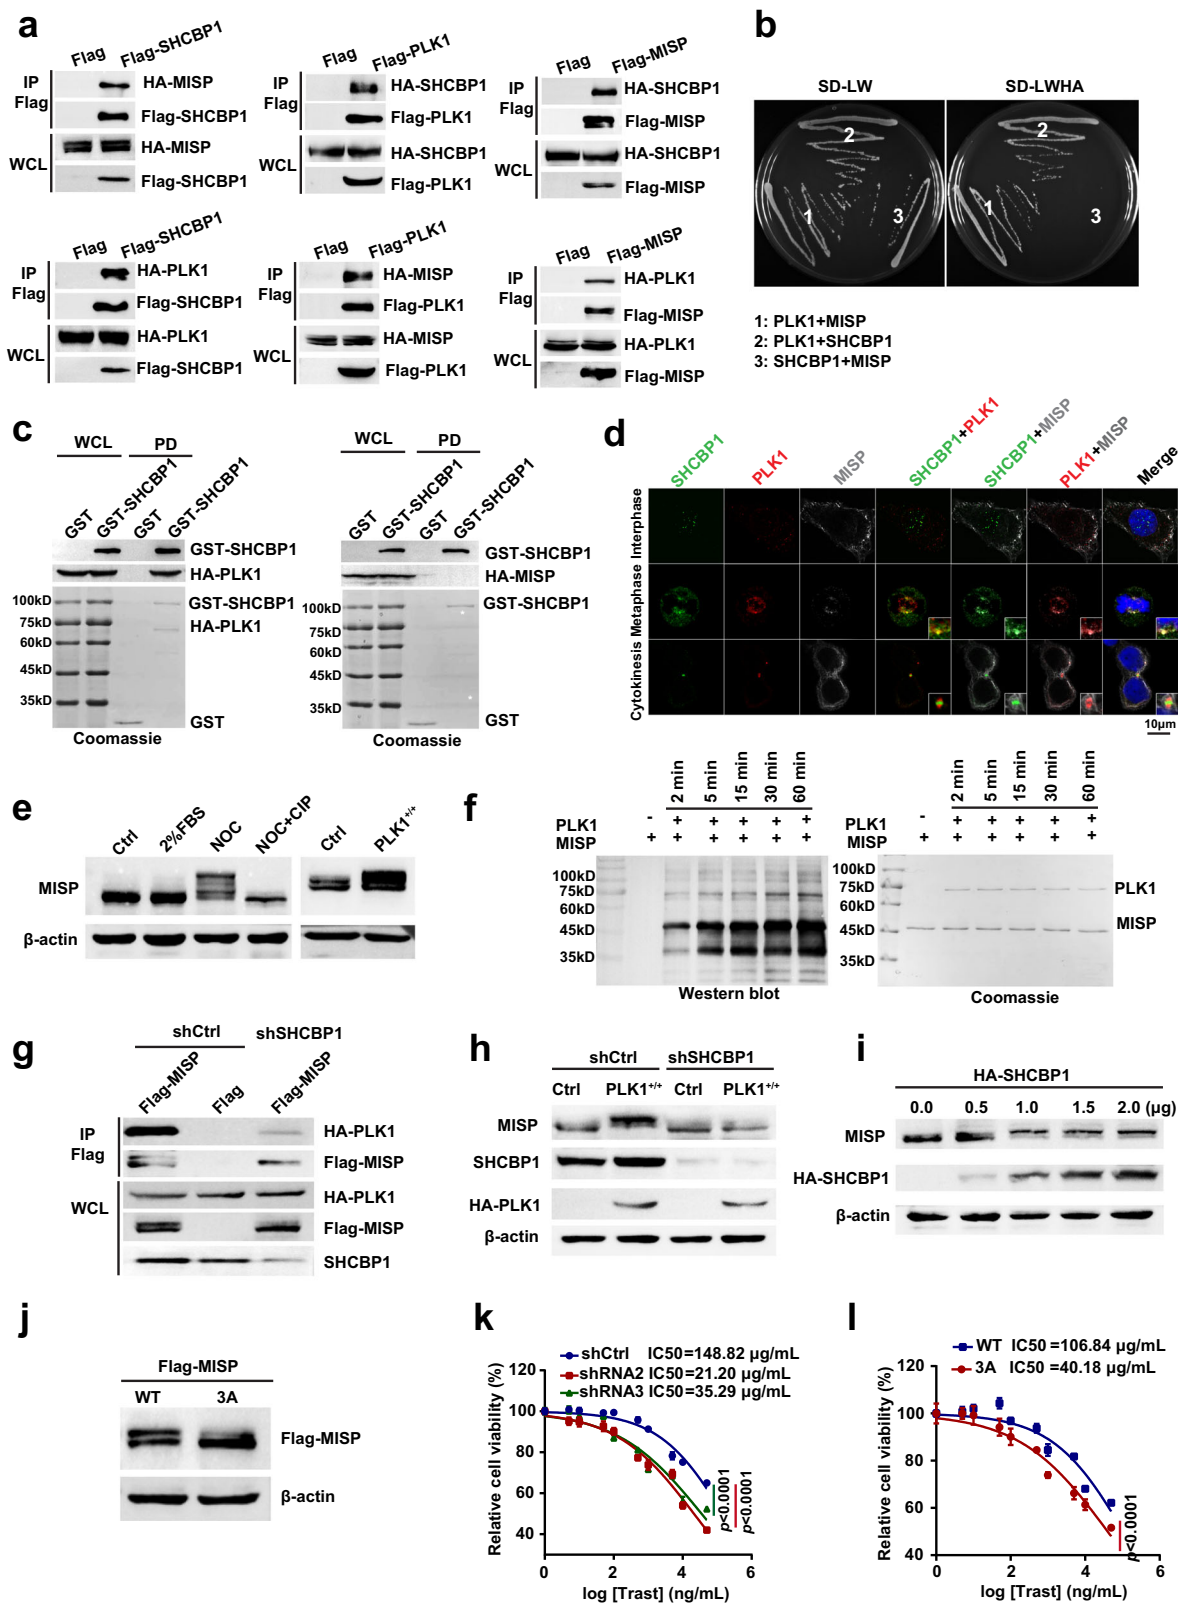 a
Flag Flag-SHCBP1
IP Flag
HA-MISP
Flag-SHCBP1
WCL
HA-MISP
Flag-SHCBP1
Flag Flag-PLK1
IP Flag
HA-SHCBP1
Flag-PLK1
WCL
HA-SHCBP1
Flag-PLK1
Flag Flag-MISP
IP Flag
HA-SHCBP1
Flag-MISP
WCL
HA-SHCBP1
Flag-MISP
Flag Flag-SHCBP1
IP Flag
HA-PLK1
Flag-SHCBP1
WCL
HA-PLK1
Flag-SHCBP1
Flag Flag-PLK1
IP Flag
HA-MISP
Flag-PLK1
WCL
HA-MISP
Flag-PLK1
Flag Flag-MISP
IP Flag
HA-PLK1
Flag-MISP
WCL
HA-PLK1
Flag-MISP
b
SD-LW SD-LWHA
2 2
1 3 1 3
1: PLK1+MISP
2: PLK1+SHCBP1
3: SHCBP1+MISP
c
WCL PD
GST GST-SHCBP1 GST GST-SHCBP1
GST-SHCBP1
HA-PLK1
100kD GST-SHCBP1
75kD HA-PLK1
60kD
45kD
35kD
GST
Coomassie
WCL PD
GST GST-SHCBP1 GST GST-SHCBP1
GST-SHCBP1
HA-MISP
100kD GST-SHCBP1
75kD
60kD
45kD
35kD
GST
Coomassie
d
SHCBP1 PLK1 MISP SHCBP1+PLK1 SHCBP1+MISP PLK1+MISP Merge
Interphase
Metaphase
Cytokinesis
10μm
e
Ctrl 2%FBS NOC NOC+CIP Ctrl PLK1+/+
MISP
β-actin
f
2 min 5 min 15 min 30 min 60 min
PLK1 - + + + + +
MISP + + + + + +
100kD
75kD
60kD
45kD
35kD
Western blot
2 min 5 min 15 min 30 min 60 min
PLK1 - + + + + +
MISP + + + + + +
100kD
75kD PLK1
60kD
45kD MISP
35kD
Coomassie
g
shCtrl shSHCBP1
Flag-MISP Flag Flag-MISP
IP Flag
HA-PLK1
Flag-MISP
WCL
HA-PLK1
Flag-MISP
SHCBP1
h
shCtrl shSHCBP1
Ctrl PLK1+/+ Ctrl PLK1+/+
MISP
SHCBP1
HA-PLK1
β-actin
i
HA-SHCBP1
0.0 0.5 1.0 1.5 2.0 (μg)
MISP
HA-SHCBP1
β-actin
j
Flag-MISP
WT 3A
Flag-MISP
β-actin
k
shCtrl IC50=148.82 μg/mL
shRNA2 IC50=21.20 μg/mL
shRNA3 IC50=35.29 μg/mL
Relative cell viability (%)
120
100
80
60
40
p<0.0001
p<0.0001
0 2 4 6
log [Trast] (ng/mL)
l
WT IC50=106.84 μg/mL
3A IC50=40.18 μg/mL
Relative cell viability (%)
120
100
80
60
40
p<0.0001
0 2 4 6
log [Trast] (ng/mL)